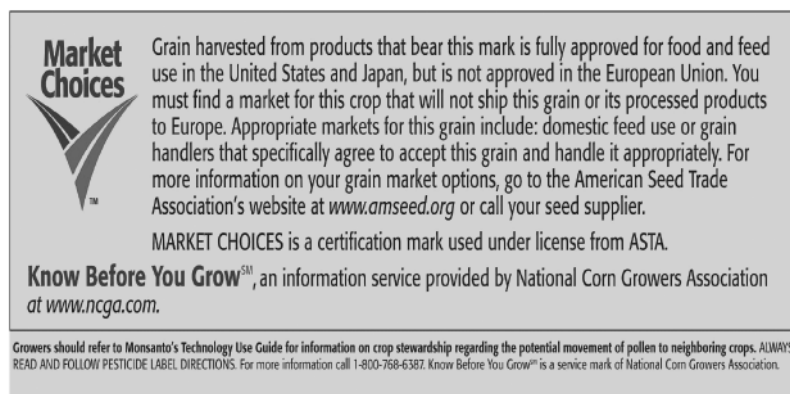 Market
Choices
TM
Grain harvested from products that bear this mark is fully approved for food and feed
use in the United States and Japan, but is not approved in the European Union. You
must find a market for this crop that will not ship this grain or its processed products
to Europe. Appropriate markets for this grain include: domestic feed use or grain
handlers that specifically agree to accept this grain and handle it appropriately. For
more information on your grain market options, go to the American Seed Trade
Association's website at www.amseed.org or call your seed supplier.
MARKET CHOICES is a certification mark used under license from ASTA.
Know Before You Grow℠, an information service provided by National Corn Growers Association
at www.ncga.com.
Growers should refer to Monsanto's Technology Use Guide for information on crop stewardship regarding the potential movement of pollen to neighboring crops. ALWAYS
READ AND FOLLOW PESTICIDE LABEL DIRECTIONS. For more information call 1-800-768-6387. Know Before You Grow℠ is a service mark of National Corn Growers Association.